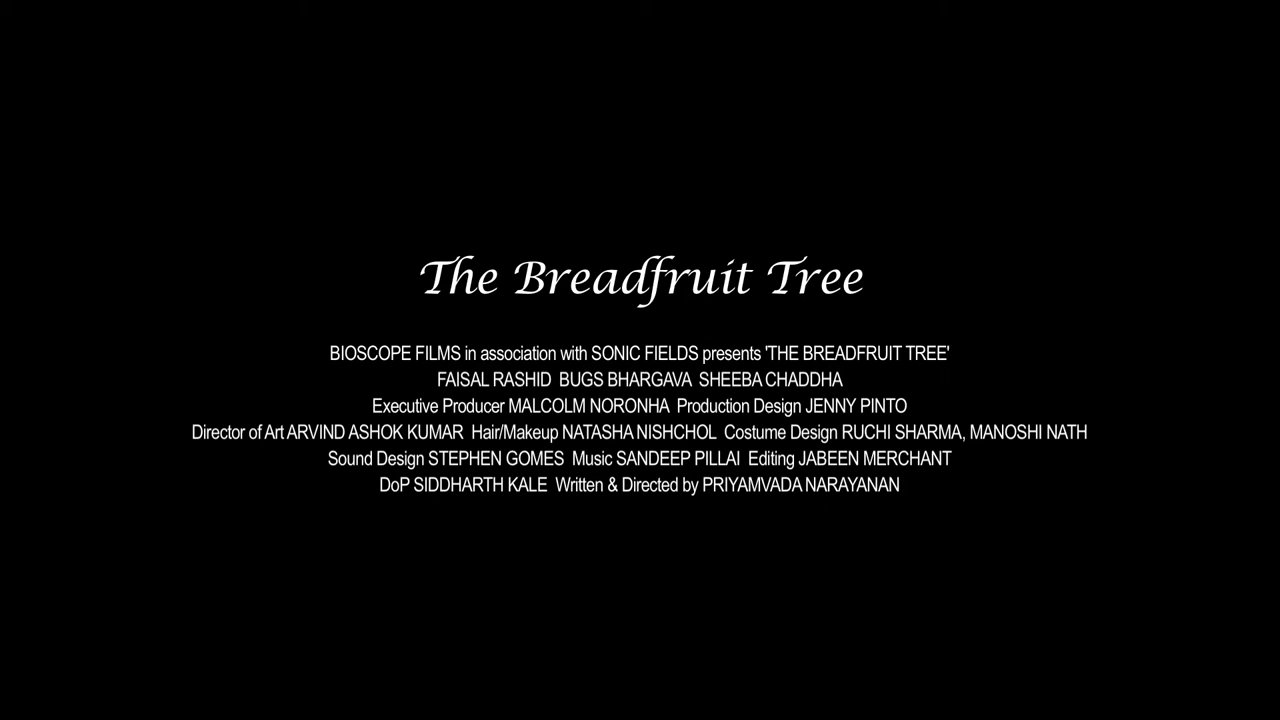 The Breadfruit Tree
BIOSCOPE FILMS in association with SONIC FIELDS presents 'THE BREADFRUIT TREE'
FAISAL RASHID BUGS BHARGAVA SHEEBA CHADDHA
Executive Producer MALCOLM NORONHA Production Design JENNY PINTO
Director of Art ARVIND ASHOK KUMAR Hair/Makeup NATASHA NISHCHOL Costume Design RUCHI SHARMA, MANOSHI NATH
Sound Design STEPHEN GOMES Music SANDEEP PILLAI Editing JABEEN MERCHANT
DoP SIDDHARTH KALE Written & Directed by PRIYAMVADA NARAYANAN